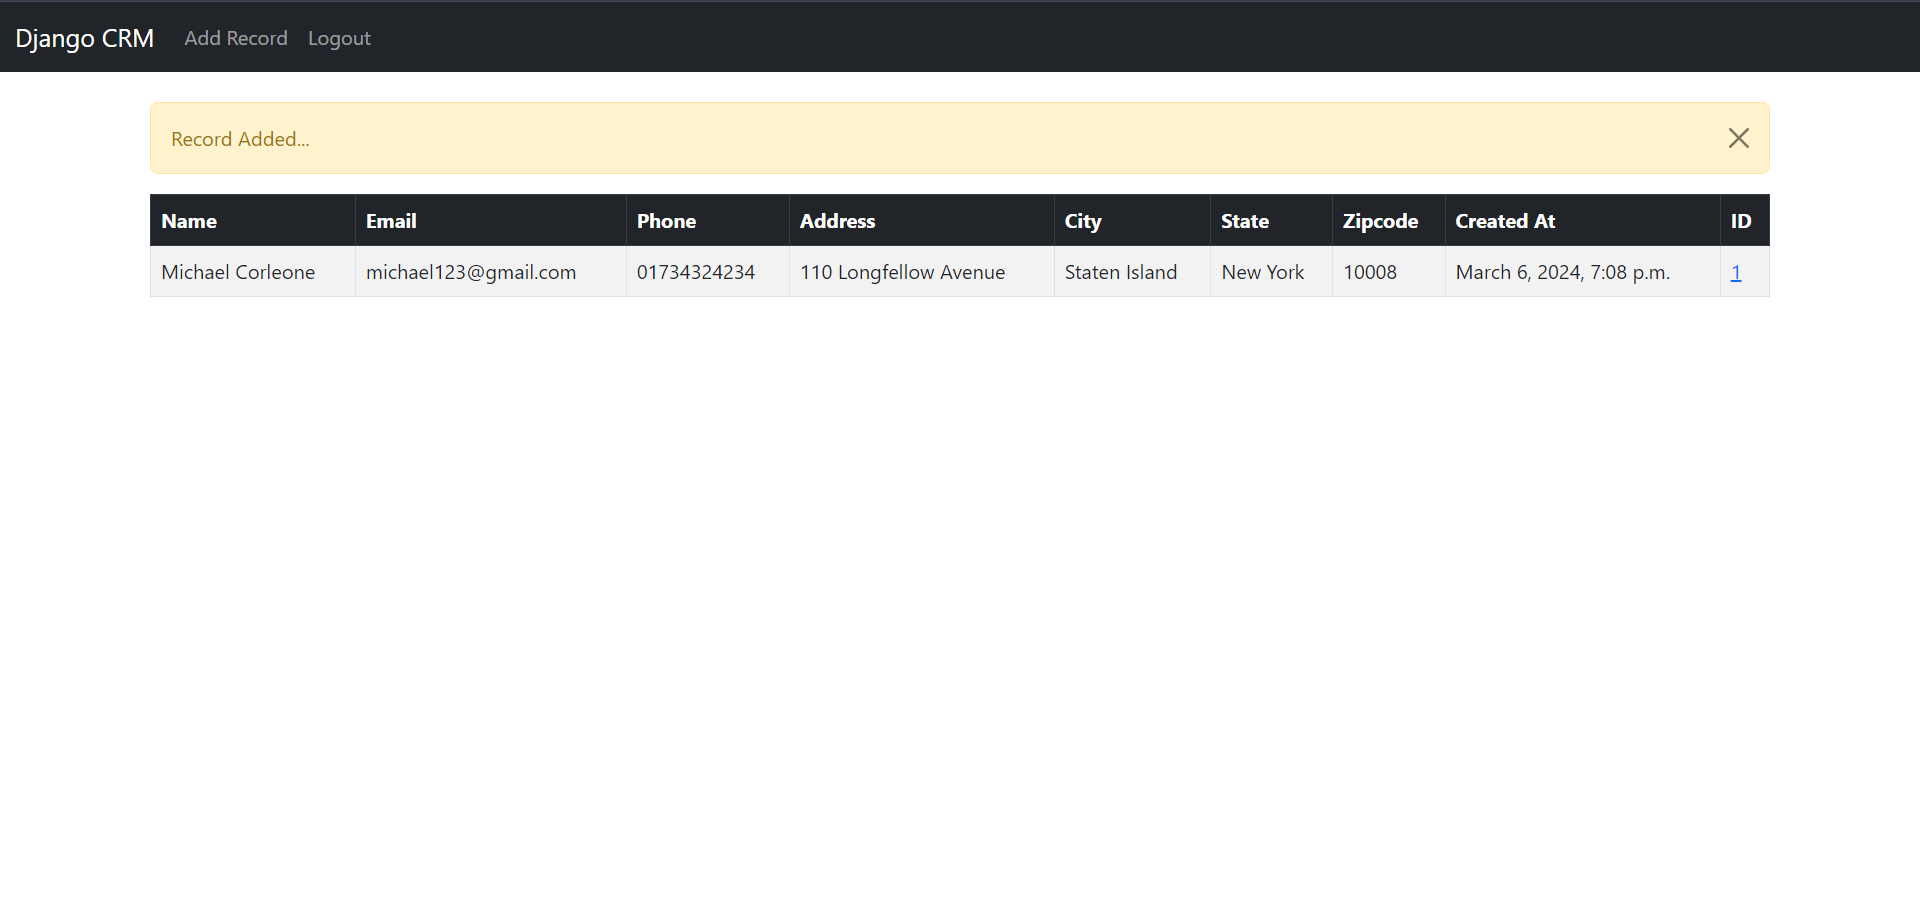 Django CRM Add Record Logout
Record Added...
Name Email Phone Address City State Zipcode Created At ID
Michael Corleone michael123@gmail.com 01734324234 110 Longfellow Avenue Staten Island New York 10008 March 6, 2024, 7:08 p.m. 1